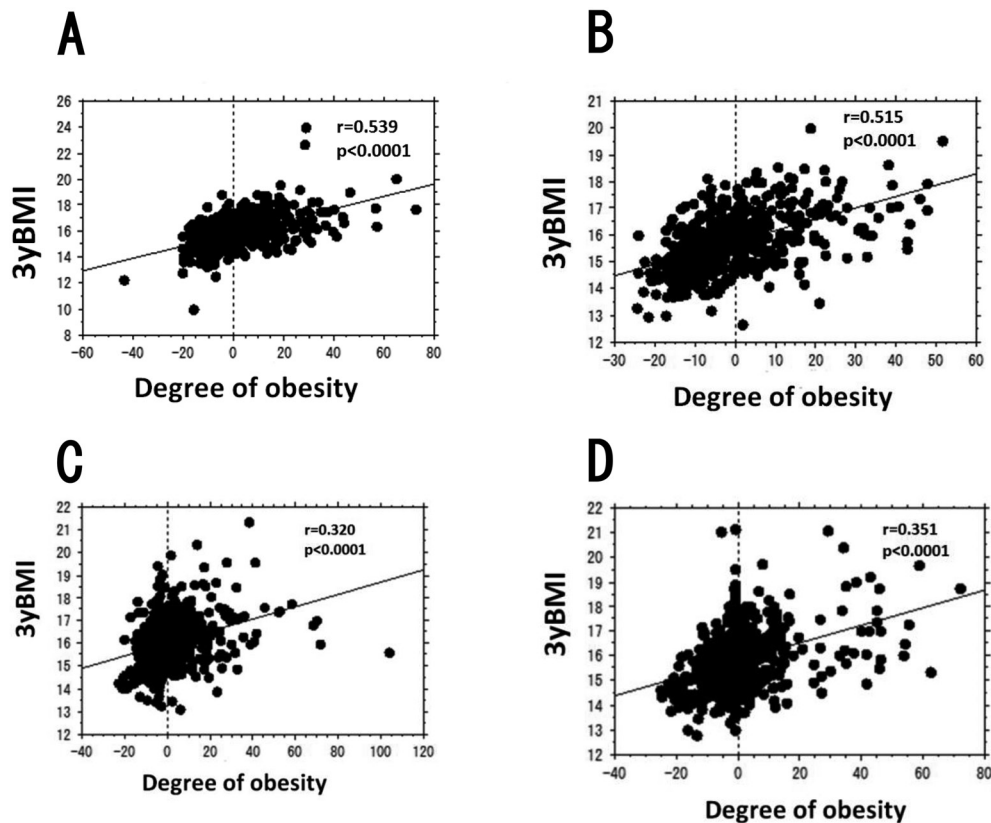 A
26
24
22
20
18
16
14
12
10
8
3yBMI
r=0.539
p<0.0001
-60 -40 -20 0 20 40 60 80
Degree of obesity
B
21
20
19
18
17
16
15
14
13
12
3yBMI
r=0.515
p<0.0001
-30 -20 -10 0 10 20 30 40 50 60
Degree of obesity
C
22
21
20
19
18
17
16
15
14
13
12
3yBMI
r=0.320
p<0.0001
-40 -20 0 20 40 60 80 100 120
Degree of obesity
D
22
21
20
19
18
17
16
15
14
13
12
3yBMI
r=0.351
p<0.0001
-40 -20 0 20 40 60 80
Degree of obesity